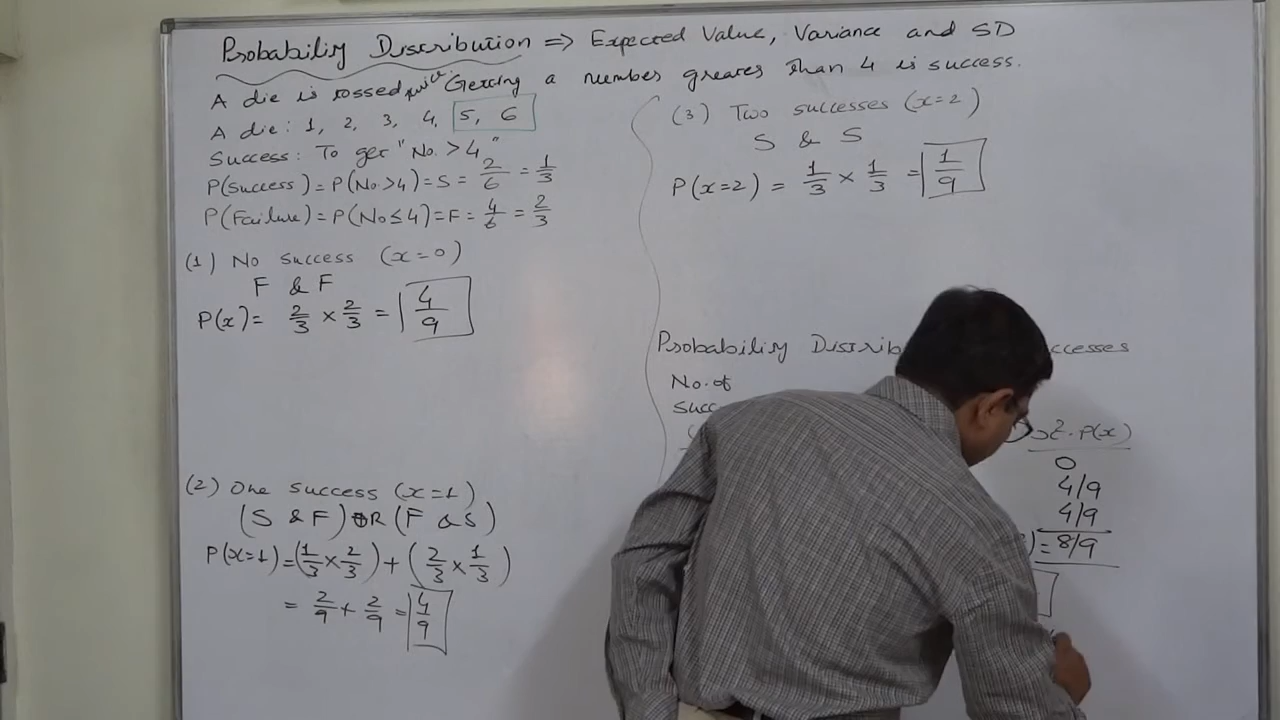 Probability Distribution ⇒ Expected Value, Variance and SD
A die is tossed twice. Getting a number greater than 4 is success.
A die: 1, 2, 3, 4, 5, 6
Success: To get "No. > 4"
P(Success) = P(No > 4) = S = 2/6 = 1/3
P(Failure) = P(No ≤ 4) = F = 4/6 = 2/3
(1) No success (x=0)
F & F
P(x) = 2/3 × 2/3 = 4/9
(2) One success (x=1)
(S & F) OR (F & S)
P(x=1) = (1/3 × 2/3) + (2/3 × 1/3)
= 2/9 + 2/9 = 4/9
(3) Two successes (x=2)
S & S
P(x=2) = 1/3 × 1/3 = 1/9
Probability Distrib ccesses
No. of
Succ
x². P(x)
0
4/9
4/9
) = 8/9